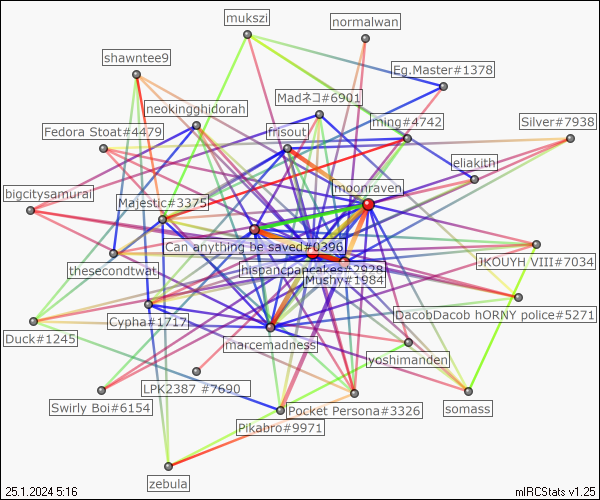 mukszi
normalwan
shawntee9
Eg.Master#1378
Madネコ#6901
neokingghidorah
ming#4742
Silver#7938
Fedora Stoat#4479
frisout
eliakith
moonraven
bigcitysamurai
Majestic#3375
Can anything be saved#0396
JKOUYH VIII#7034
thesecondtwat
hispancpancakes#2928
Mushy#1984
DacobDacob hORNY police#5271
Cypha#1717
Duck#1245
marcemadness
yoshimanden
LPK2387 #7690
Swirly Boi#6154
Pocket Persona#3326
somass
Pikabro#9971
zebula
25.1.2024 5:16
mIRCStats v1.25